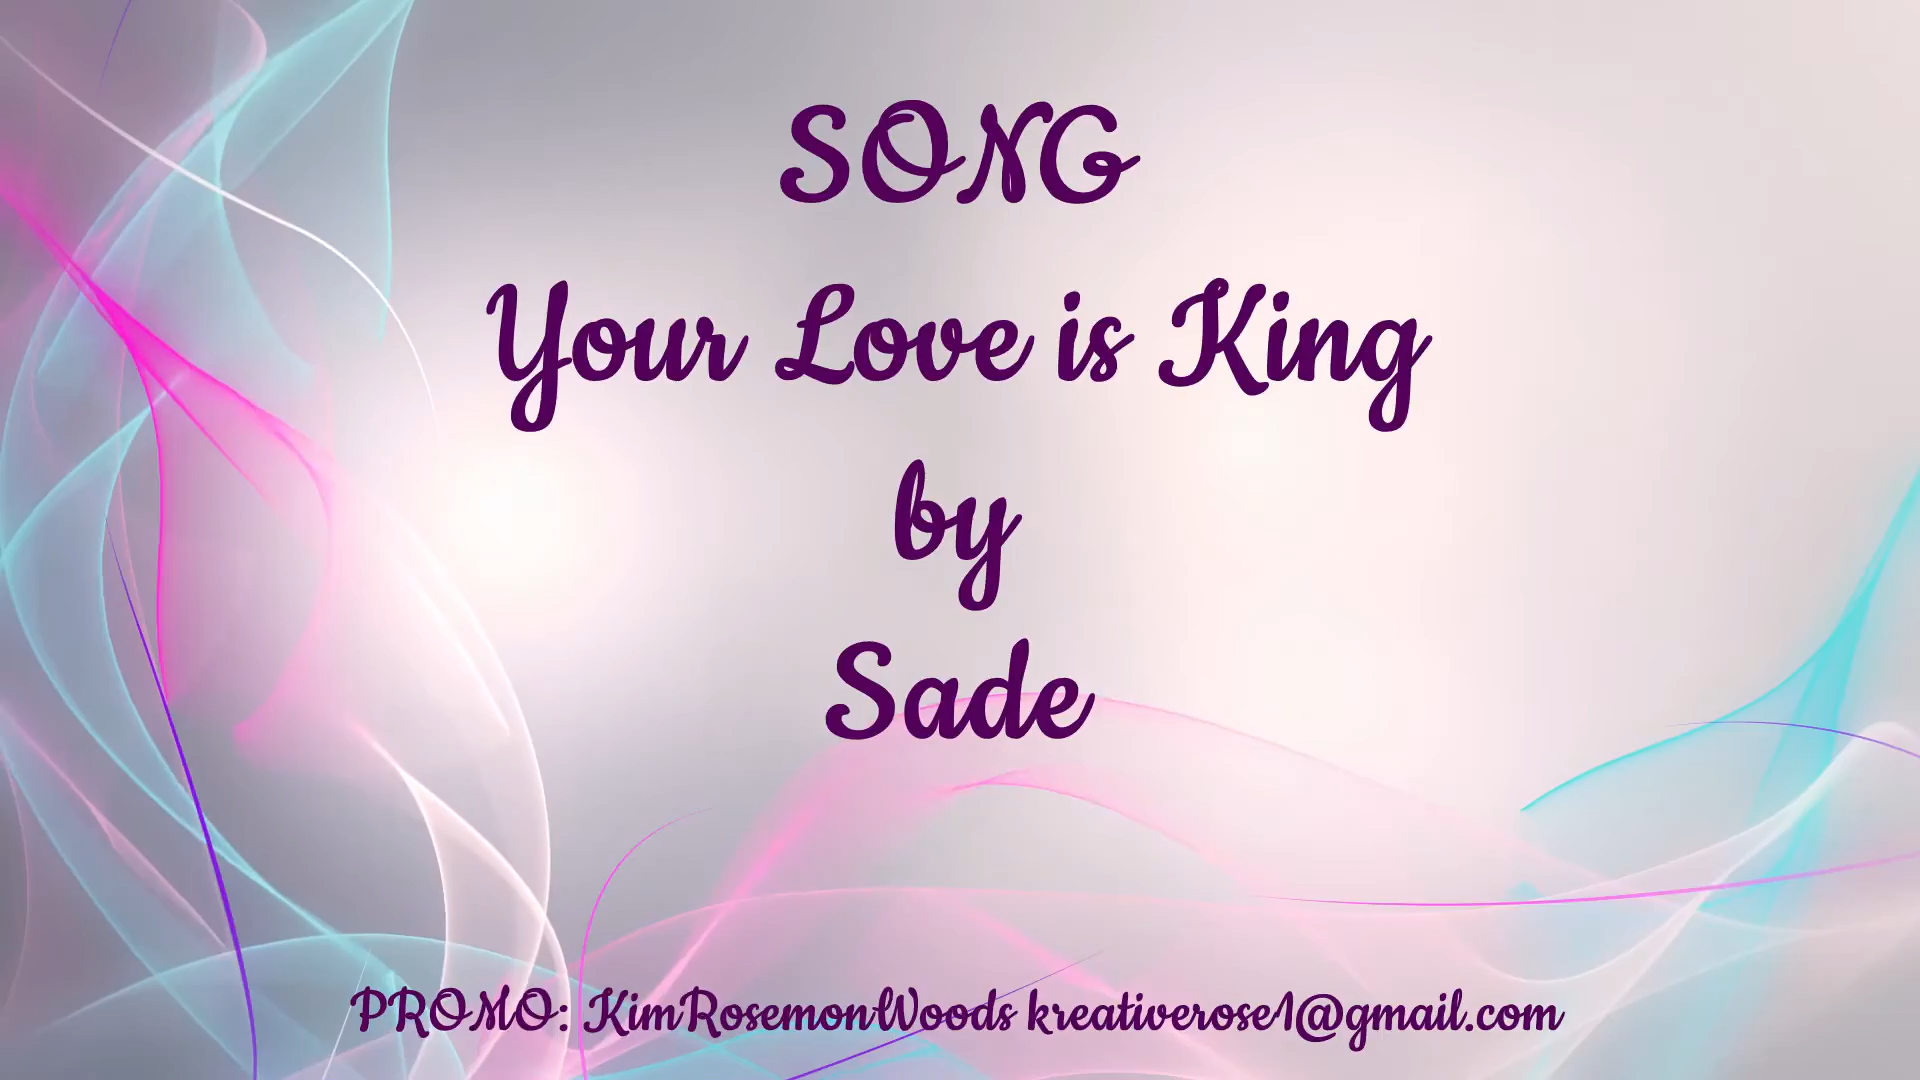 SONG
Your Love is King
by
Sade
PROMO: KimRosemonWoods kreativerose1@gmail.com